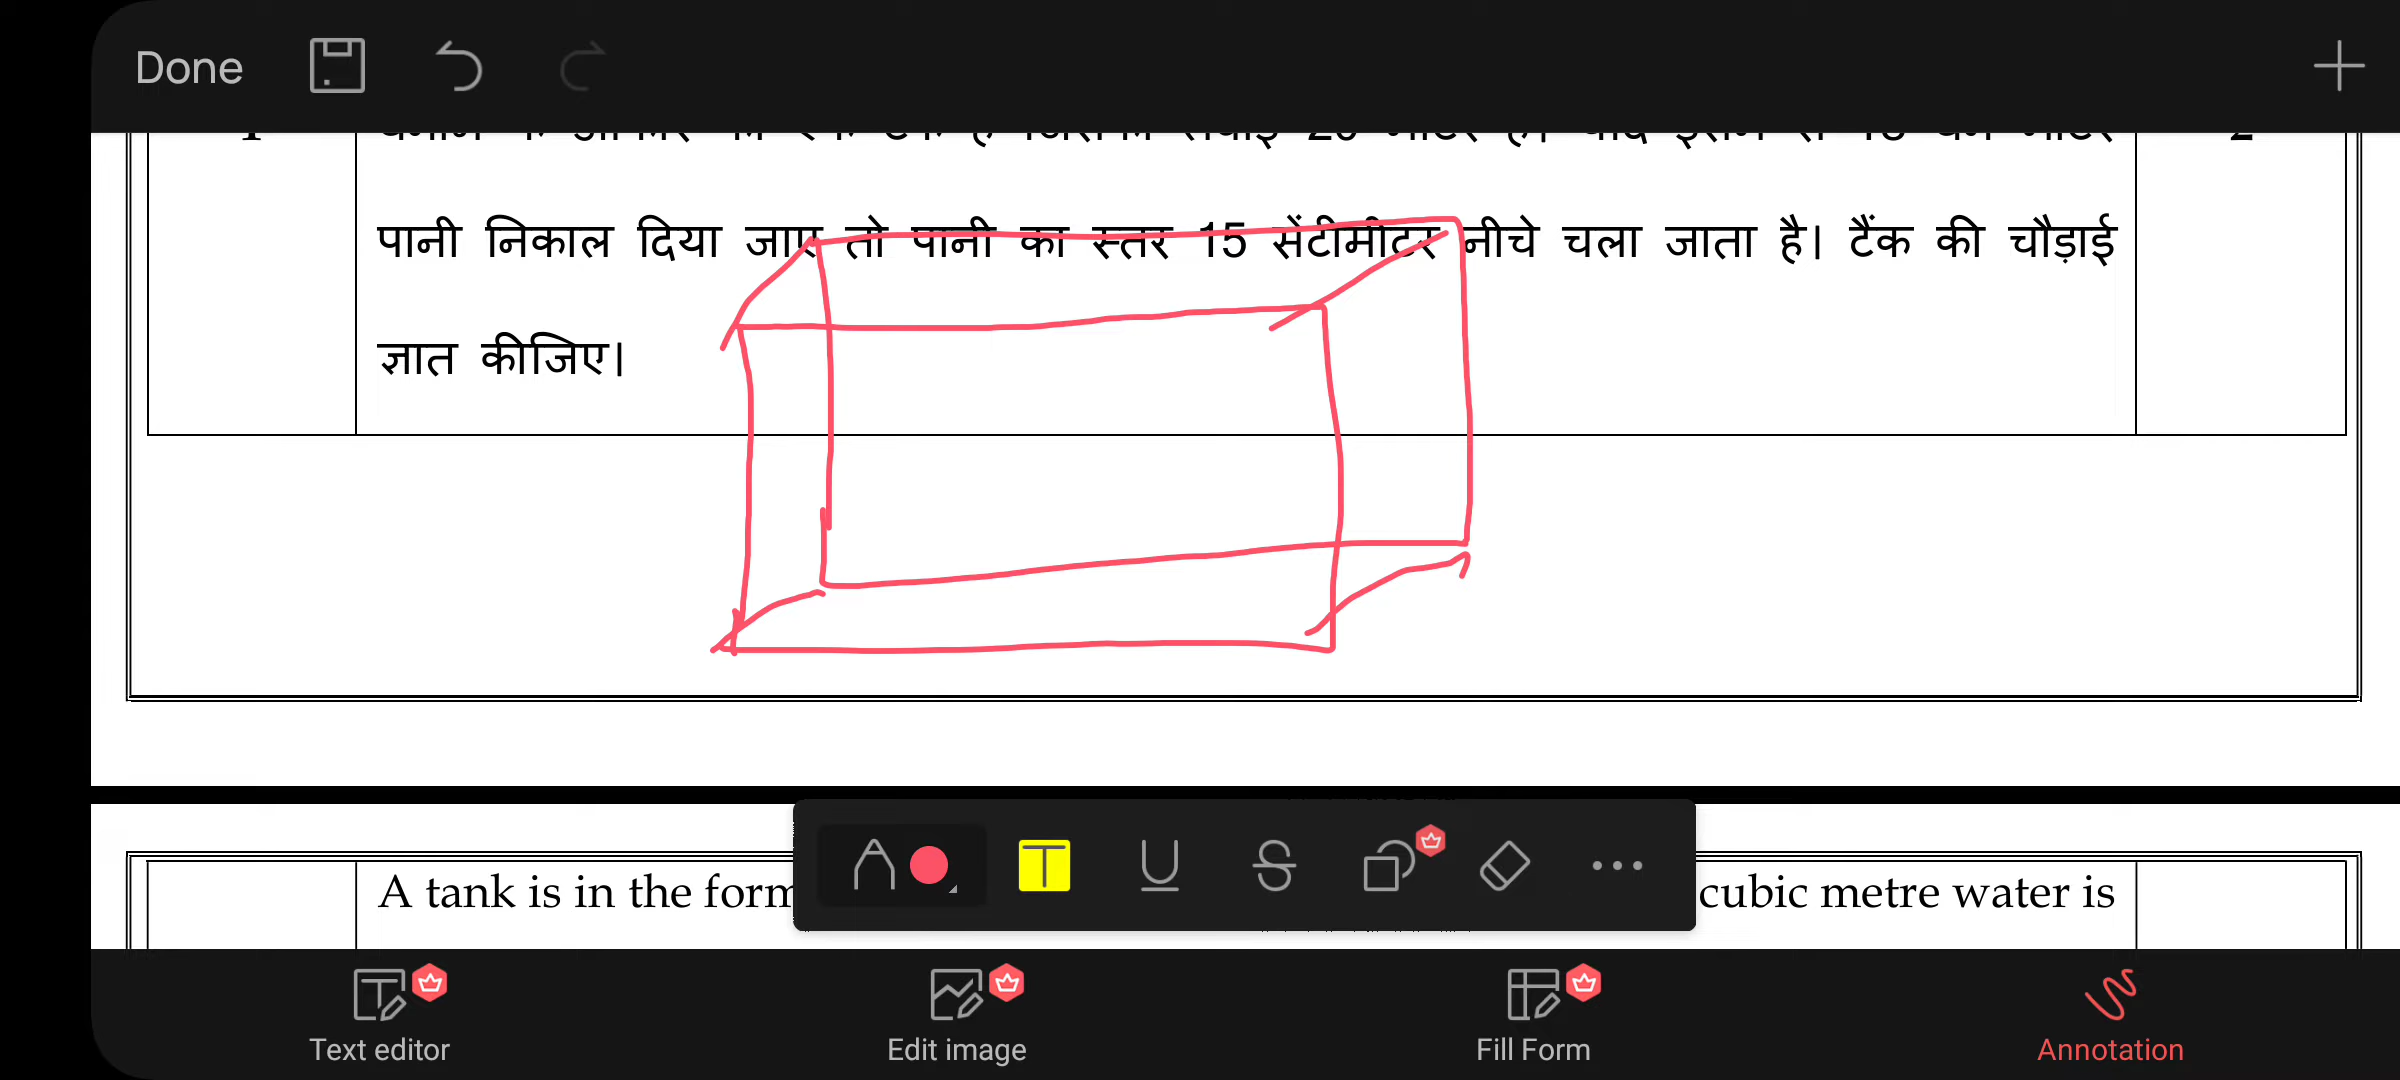 Done
पानी निकाल दिया जाए तो पानी का स्तर 15 सेंटीमीटर नीचे चला जाता है। टैंक की चौड़ाई
ज्ञात कीजिए।
A tank is in the form cubic metre water is
Text editor
Edit image
Fill Form
Annotation